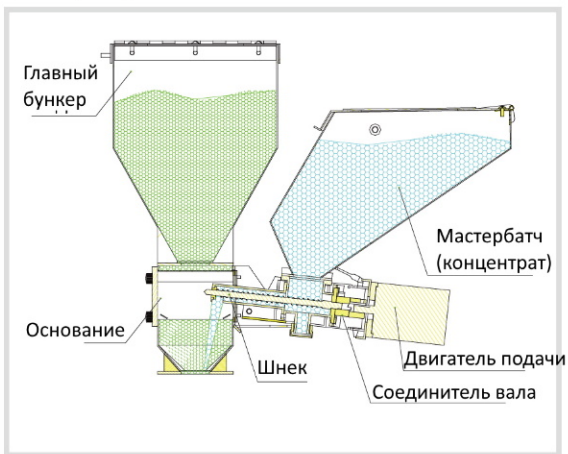 Главный
бункер
Мастербатч
(концентрат)
Основание
Шнек
Двигатель подачи
Соединитель вала